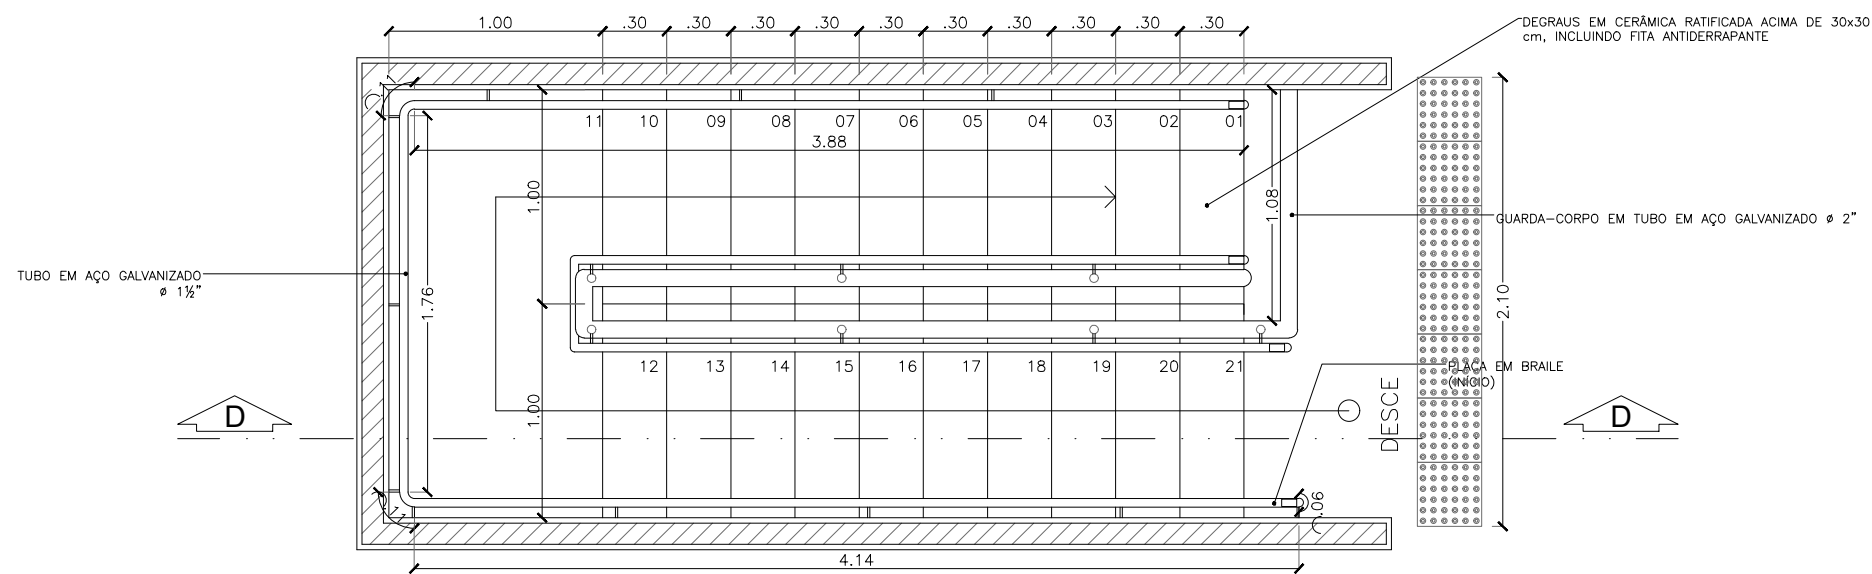 1.00 .30 .30 .30 .30 .30 .30 .30 .30 .30 .30
DEGRAUS EM CERÂMICA RATIFICADA ACIMA DE 30x30
cm, INCLUINDO FITA ANTIDERRAPANTE
.11
11 10 09 08 07 06 05 04 03 02 01
3.88
1.00
1.08
GUARDA-CORPO EM TUBO EM AÇO GALVANIZADO ø 2"
TUBO EM AÇO GALVANIZADO
ø 1½"
1.76
2.10
12 13 14 15 16 17 18 19 20 21
PLACA EM BRAILE
(INÍCIO)
1.00
DESCE
D
D
.11
.06
4.14